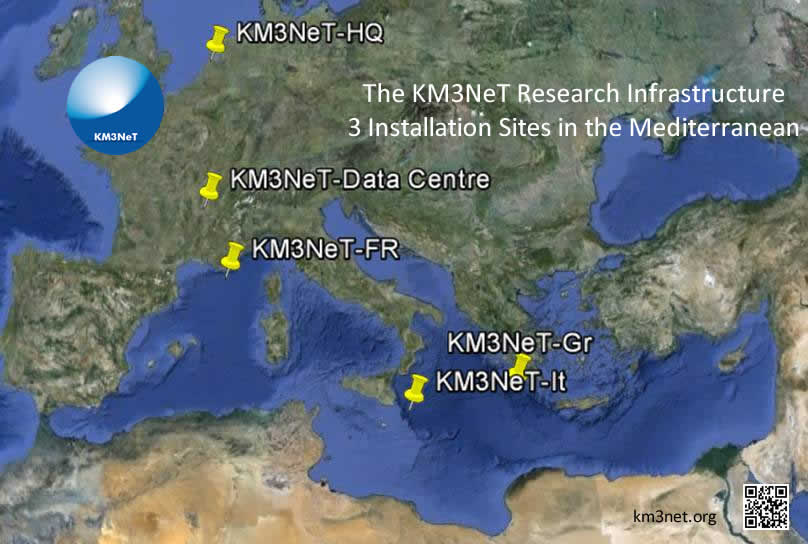 KM3NeT-HQ
The KM3NeT Research Infrastructure
3 Installation Sites in the Mediterranean
KM3NeT
KM3NeT-Data Centre
KM3NeT-FR
KM3NeT-Gr
KM3NeT-It
km3net.org